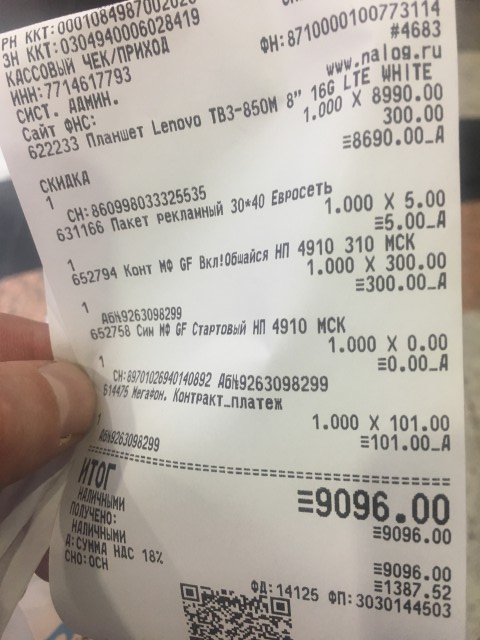 РН ККТ:0001084987002020
ЗН ККТ:0304940006028419
КАССОВЫЙ ЧЕК/ПРИХОД
ФН:8710000100773114
ИНН:7714617793
#4683
СИСТ. АДМИН.
www.nalog.ru
Сайт ФНС:
622233 Планшет Lenovo TB3-850M 8" 16G LTE WHITE
1.000 X 8990.00
300.00
≡8690.00_А
СКИДКА
1
СН:860998033325535
631166 Пакет рекламный 30*40 Евросеть
1.000 X 5.00
≡5.00_А
1
652794 Конт МФ GF Вкл!Общайся НП 4910 310 МСК
1.000 X 300.00
≡300.00_А
1
Аб№9263098299
652758 Сим МФ GF Стартовый НП 4910 МСК
1.000 X 0.00
≡0.00_А
1
СН:89701026940140892 Аб№9263098299
614475 Мегафон. Контракт_платеж
1.000 X 101.00
≡101.00_А
1
Аб№9263098299
ИТОГ
≡9096.00
НАЛИЧНЫМИ
≡9096.00
ПОЛУЧЕНО:
НАЛИЧНЫМИ
≡9096.00
А:СУММА НДС 18%
≡1387.52
СНО:ОСН
ФД:14125 ФП:3030144503